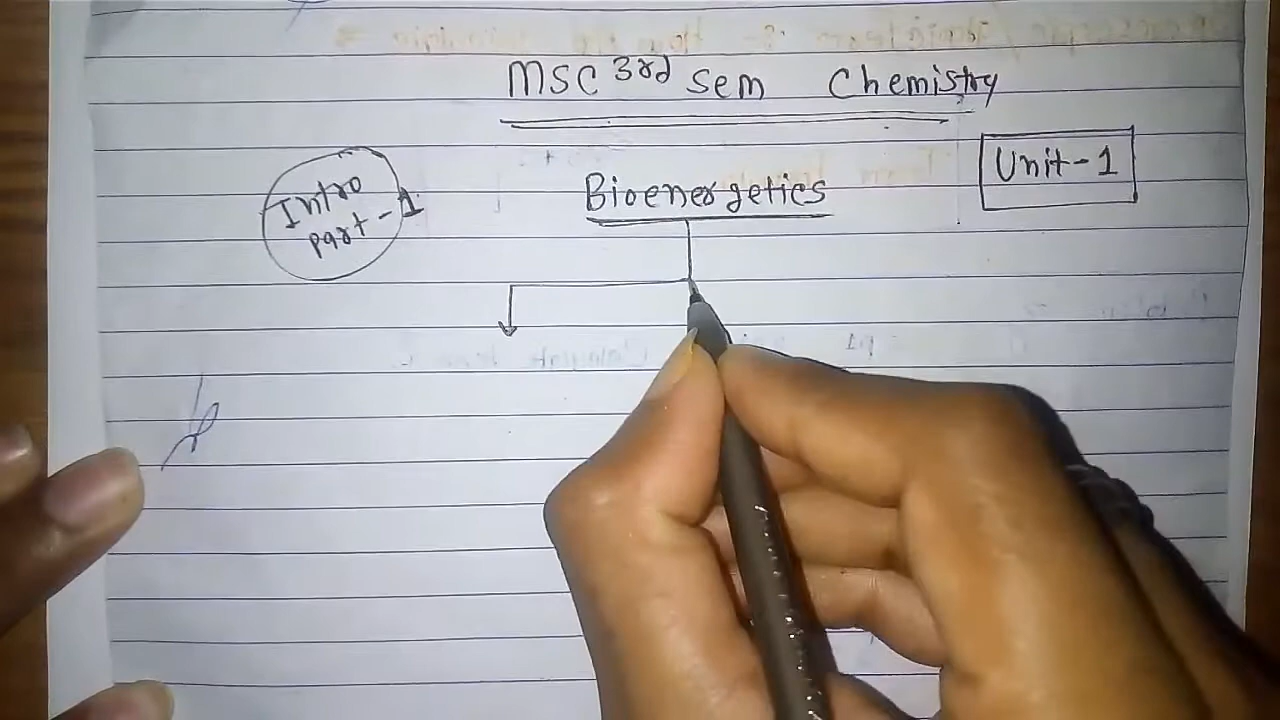 MSC 3rd Sem Chemistry
Unit-1
Intro
Part-1
Bioenergetics